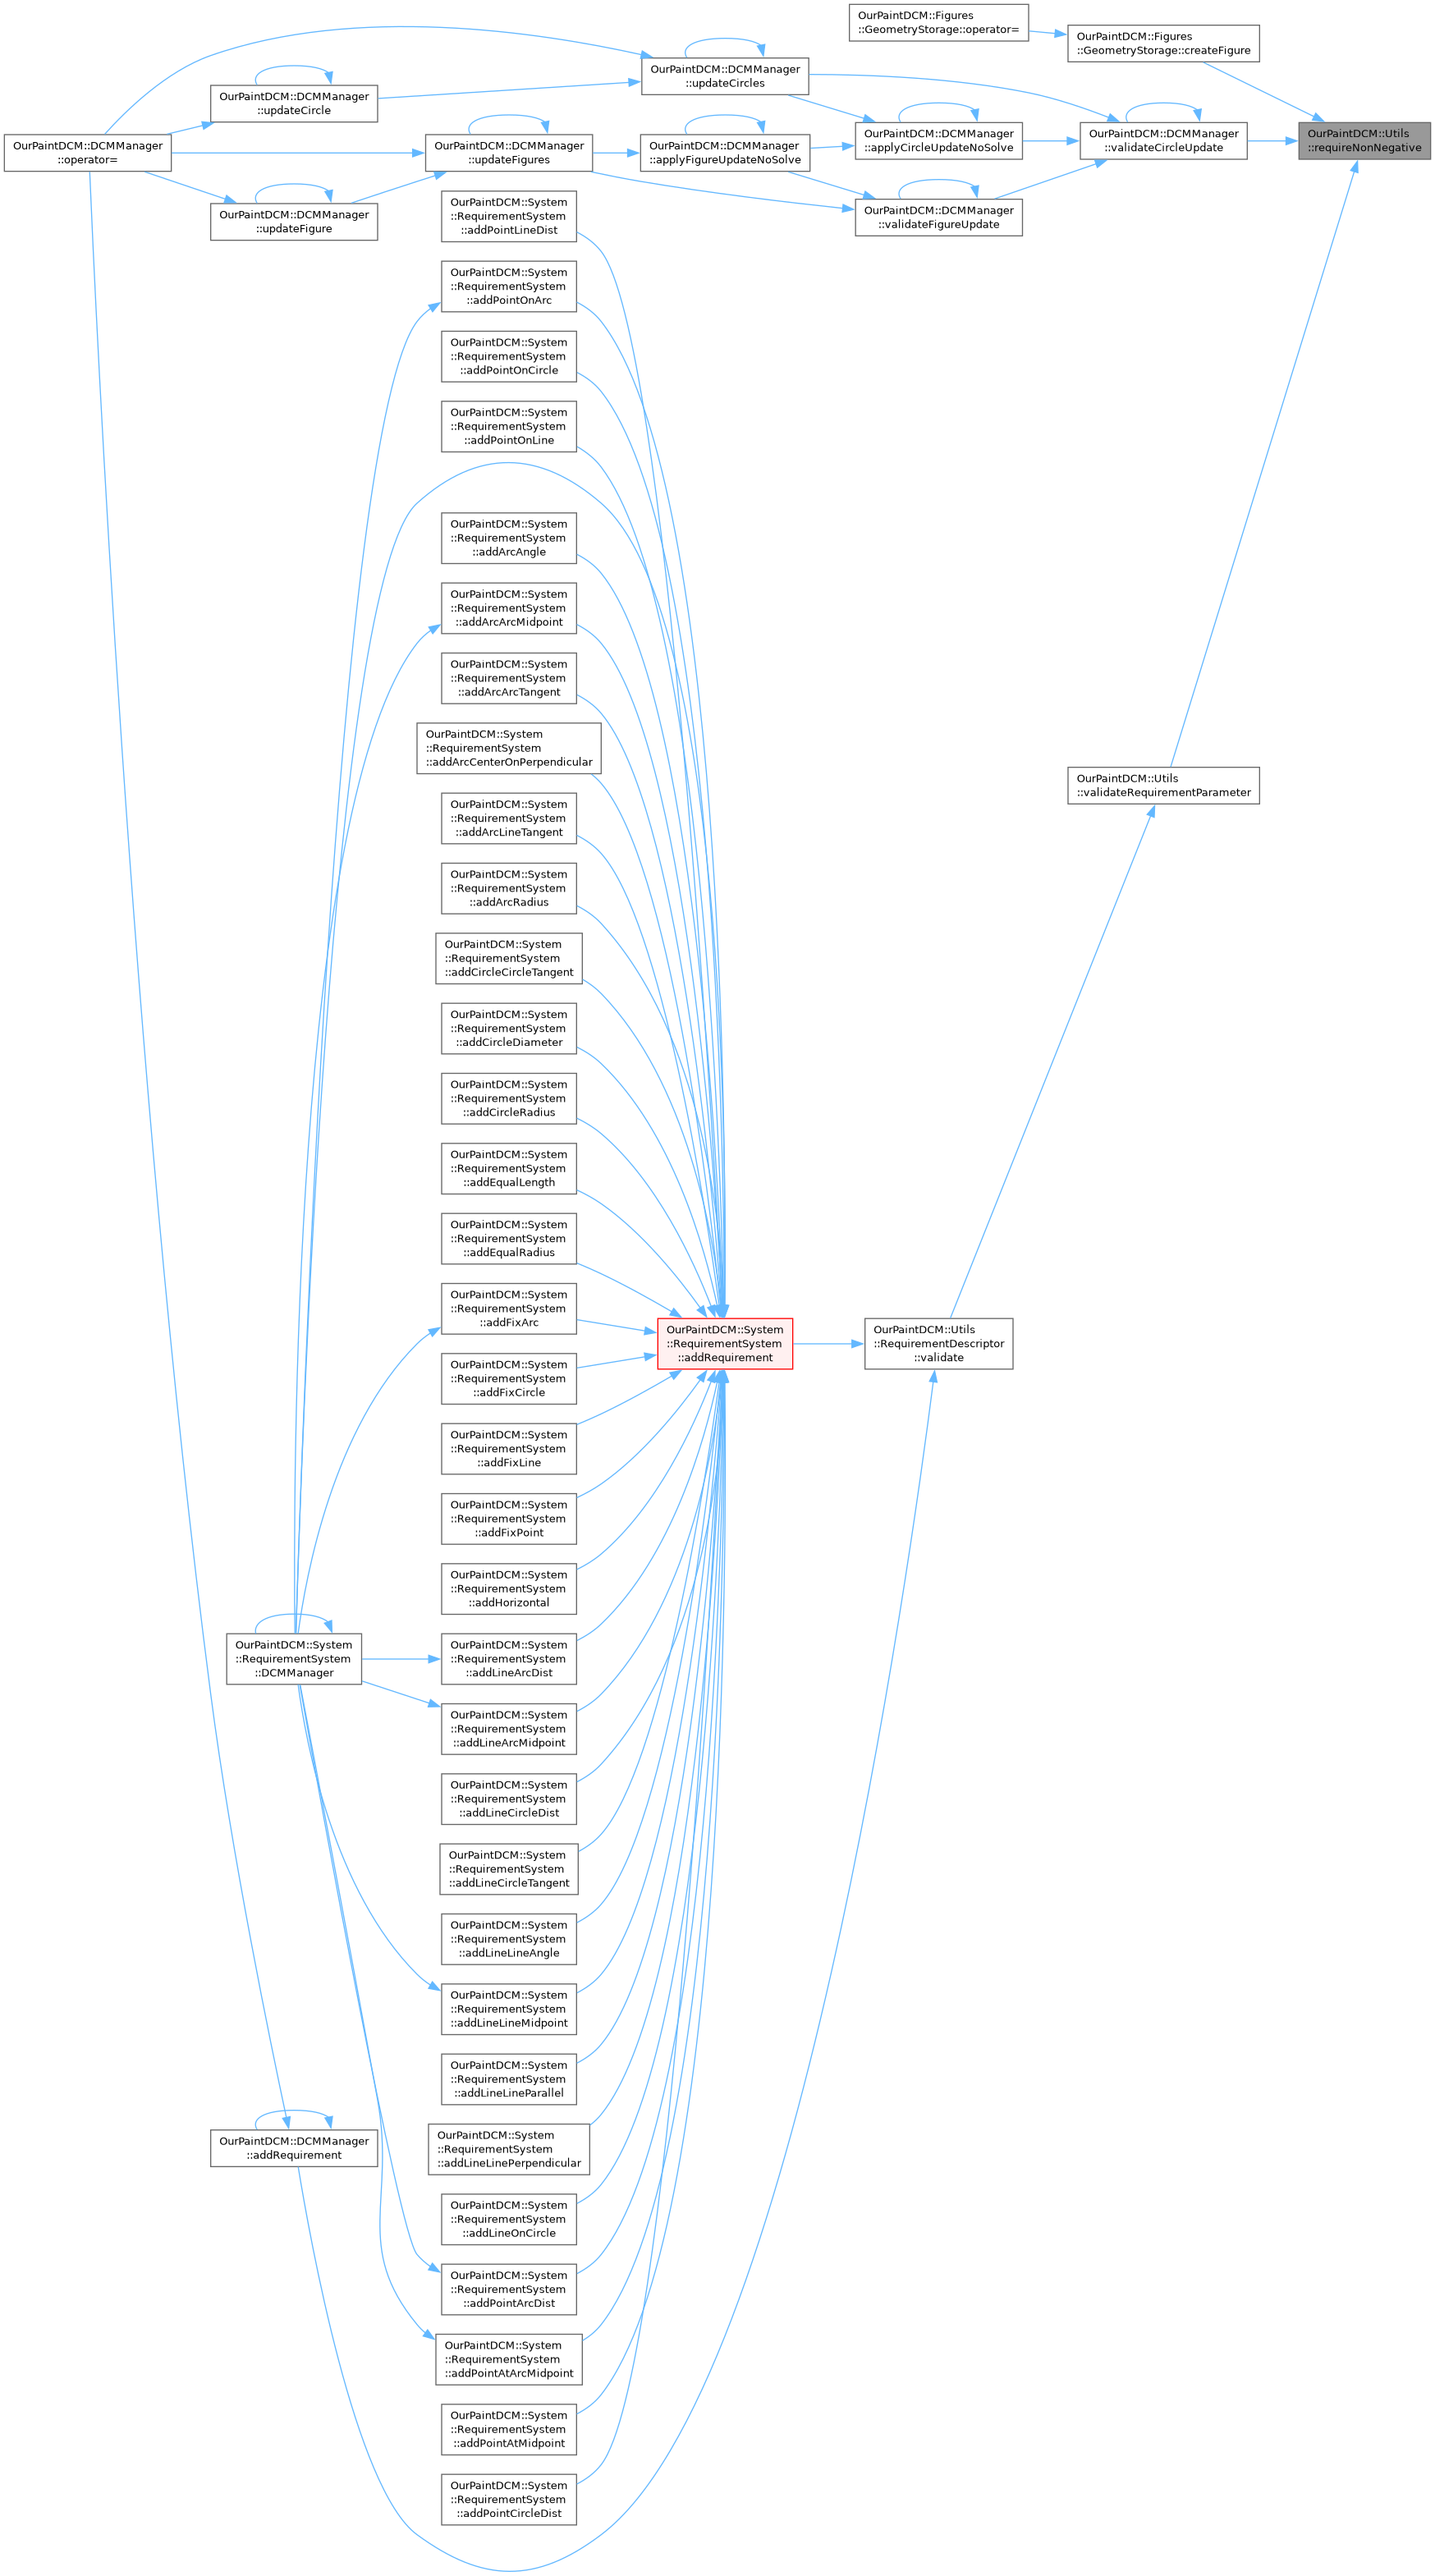 OurPaintDCM::Figures
::GeometryStorage::operator=
OurPaintDCM::Figures
::GeometryStorage::createFigure
OurPaintDCM::DCMManager
::updateCircles
OurPaintDCM::DCMManager
::updateCircle
OurPaintDCM::DCMManager
::operator=
OurPaintDCM::DCMManager
::updateFigures
OurPaintDCM::DCMManager
::applyFigureUpdateNoSolve
OurPaintDCM::DCMManager
::applyCircleUpdateNoSolve
OurPaintDCM::DCMManager
::validateCircleUpdate
OurPaintDCM::Utils
::requireNonNegative
OurPaintDCM::DCMManager
::updateFigure
OurPaintDCM::DCMManager
::validateFigureUpdate
OurPaintDCM::System
::RequirementSystem
::addPointLineDist
OurPaintDCM::System
::RequirementSystem
::addPointOnArc
OurPaintDCM::System
::RequirementSystem
::addPointOnCircle
OurPaintDCM::System
::RequirementSystem
::addPointOnLine
OurPaintDCM::System
::RequirementSystem
::addArcAngle
OurPaintDCM::System
::RequirementSystem
::addArcArcMidpoint
OurPaintDCM::System
::RequirementSystem
::addArcArcTangent
OurPaintDCM::System
::RequirementSystem
::addArcCenterOnPerpendicular
OurPaintDCM::Utils
::validateRequirementParameter
OurPaintDCM::System
::RequirementSystem
::addArcLineTangent
OurPaintDCM::System
::RequirementSystem
::addArcRadius
OurPaintDCM::System
::RequirementSystem
::addCircleCircleTangent
OurPaintDCM::System
::RequirementSystem
::addCircleDiameter
OurPaintDCM::System
::RequirementSystem
::addCircleRadius
OurPaintDCM::System
::RequirementSystem
::addEqualLength
OurPaintDCM::System
::RequirementSystem
::addEqualRadius
OurPaintDCM::System
::RequirementSystem
::addFixArc
OurPaintDCM::System
::RequirementSystem
::addRequirement
OurPaintDCM::Utils
::RequirementDescriptor
::validate
OurPaintDCM::System
::RequirementSystem
::addFixCircle
OurPaintDCM::System
::RequirementSystem
::addFixLine
OurPaintDCM::System
::RequirementSystem
::addFixPoint
OurPaintDCM::System
::RequirementSystem
::addHorizontal
OurPaintDCM::System
::RequirementSystem
::DCMManager
OurPaintDCM::System
::RequirementSystem
::addLineArcDist
OurPaintDCM::System
::RequirementSystem
::addLineArcMidpoint
OurPaintDCM::System
::RequirementSystem
::addLineCircleDist
OurPaintDCM::System
::RequirementSystem
::addLineCircleTangent
OurPaintDCM::System
::RequirementSystem
::addLineLineAngle
OurPaintDCM::System
::RequirementSystem
::addLineLineMidpoint
OurPaintDCM::System
::RequirementSystem
::addLineLineParallel
OurPaintDCM::DCMManager
::addRequirement
OurPaintDCM::System
::RequirementSystem
::addLineLinePerpendicular
OurPaintDCM::System
::RequirementSystem
::addLineOnCircle
OurPaintDCM::System
::RequirementSystem
::addPointArcDist
OurPaintDCM::System
::RequirementSystem
::addPointAtArcMidpoint
OurPaintDCM::System
::RequirementSystem
::addPointAtMidpoint
OurPaintDCM::System
::RequirementSystem
::addPointCircleDist